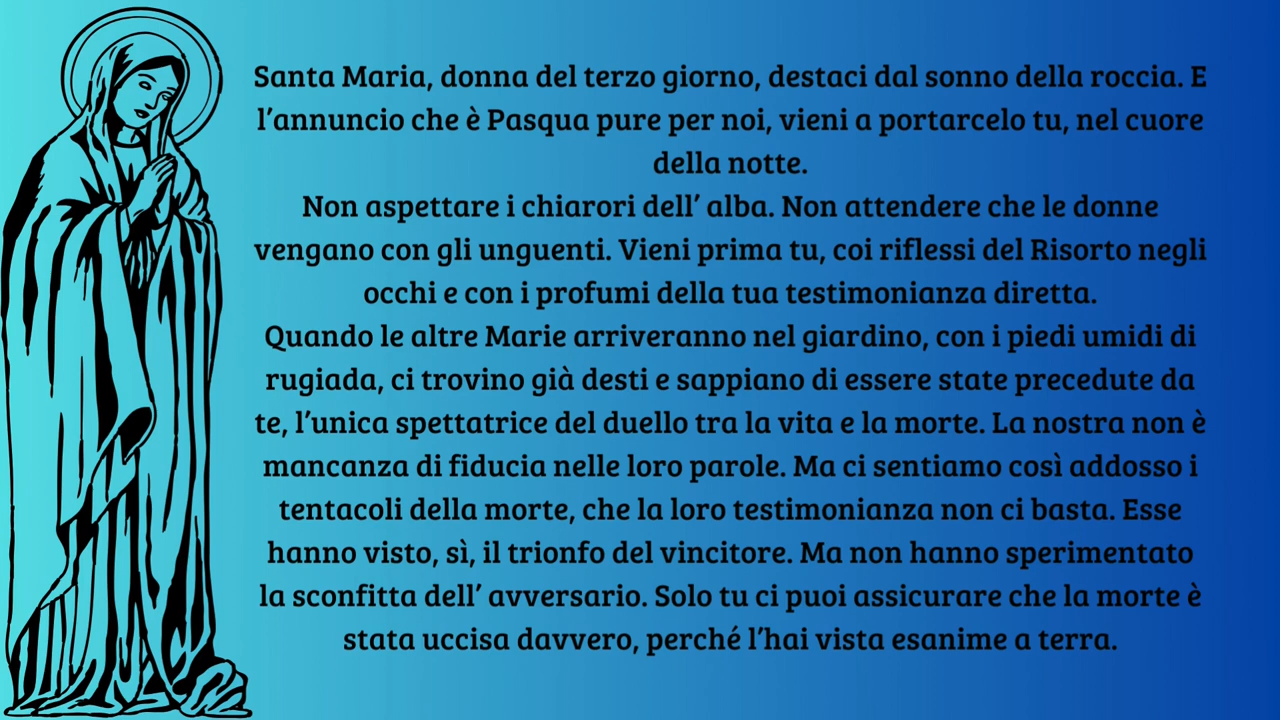 Santa Maria, donna del terzo giorno, destaci dal sonno della roccia. E
l’annuncio che è Pasqua pure per noi, vieni a portarcelo tu, nel cuore
della notte.
Non aspettare i chiarori dell’ alba. Non attendere che le donne
vengano con gli unguenti. Vieni prima tu, coi riflessi del Risorto negli
occhi e con i profumi della tua testimonianza diretta.
Quando le altre Marie arriveranno nel giardino, con i piedi umidi di
rugiada, ci trovino già desti e sappiano di essere state precedute da
te, l’unica spettatrice del duello tra la vita e la morte. La nostra non è
mancanza di fiducia nelle loro parole. Ma ci sentiamo così addosso i
tentacoli della morte, che la loro testimonianza non ci basta. Esse
hanno visto, sì, il trionfo del vincitore. Ma non hanno sperimentato
la sconfitta dell’ avversario. Solo tu ci puoi assicurare che la morte è
stata uccisa davvero, perché l’hai vista esanime a terra.